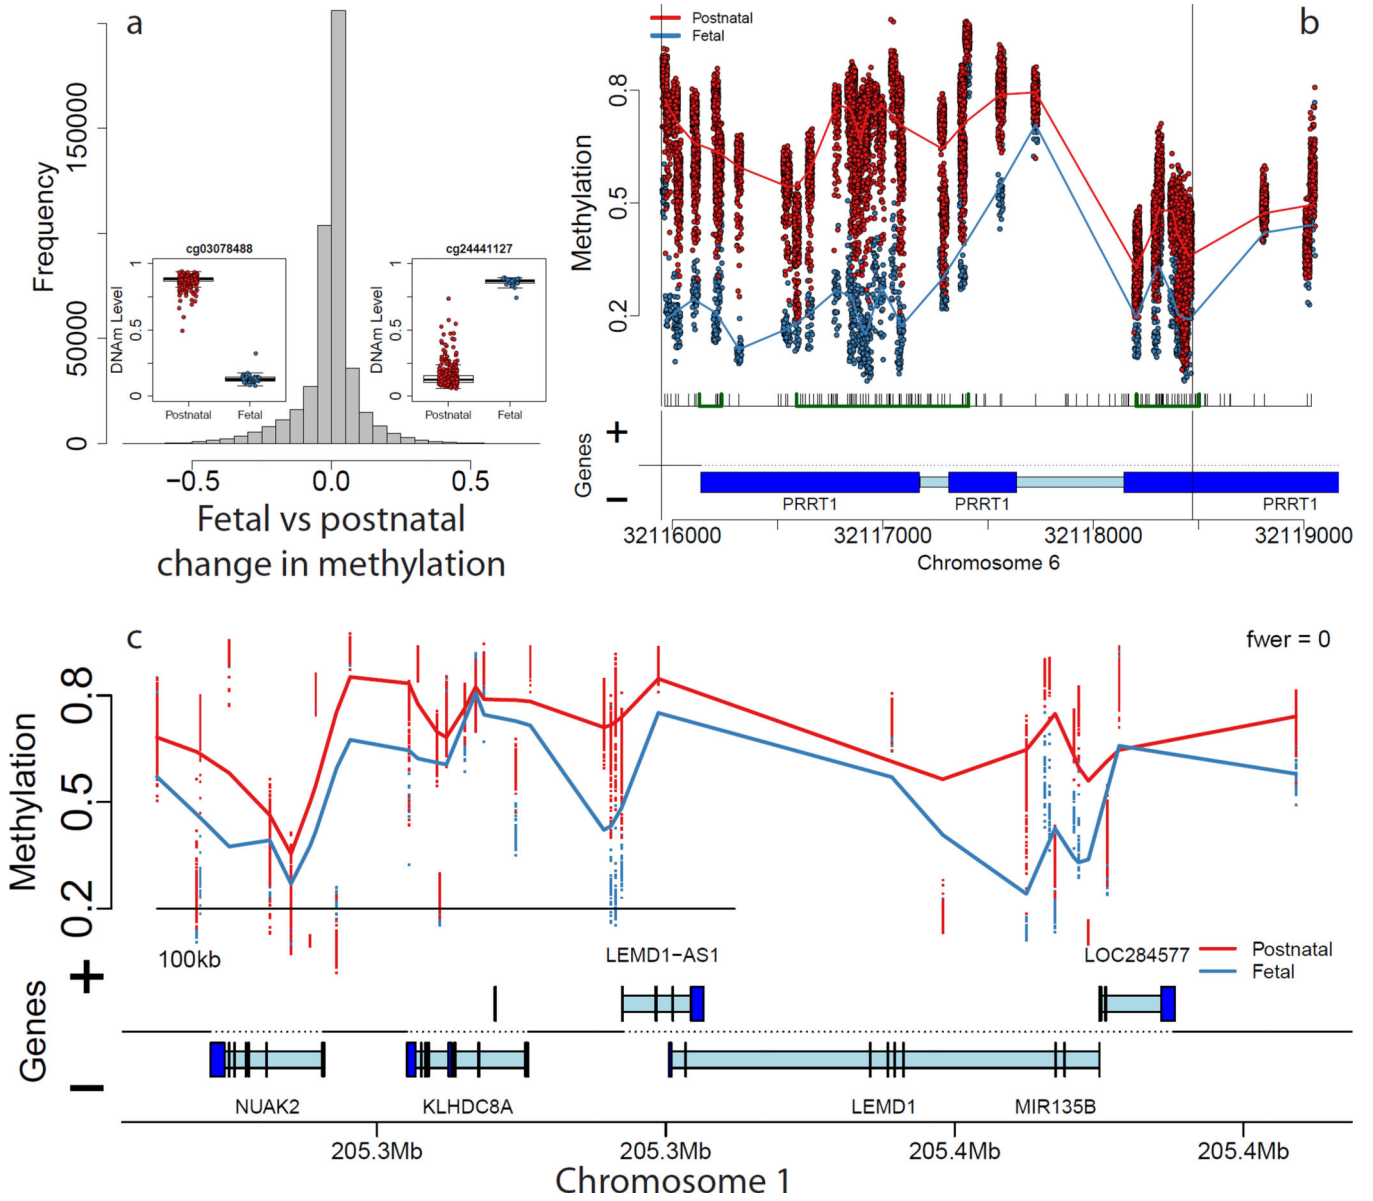 a
Frequency
0
50000
150000
cg03078488
DNAm Level
0
0.5
1
Postnatal
Fetal
cg24441127
DNAm Level
0
0.5
1
Postnatal
Fetal
−0.5
0.0
0.5
Fetal vs postnatal
change in methylation
b
Postnatal
Fetal
Methylation
0.2
0.5
0.8
Genes
+
−
PRRT1
PRRT1
PRRT1
32116000
32117000
32118000
32119000
Chromosome 6
c
fwer = 0
Methylation
0.2
0.5
0.8
100kb
LEMD1−AS1
LOC284577
Postnatal
Fetal
Genes
+
−
NUAK2
KLHDC8A
LEMD1
MIR135B
205.3Mb
205.3Mb
205.4Mb
205.4Mb
Chromosome 1